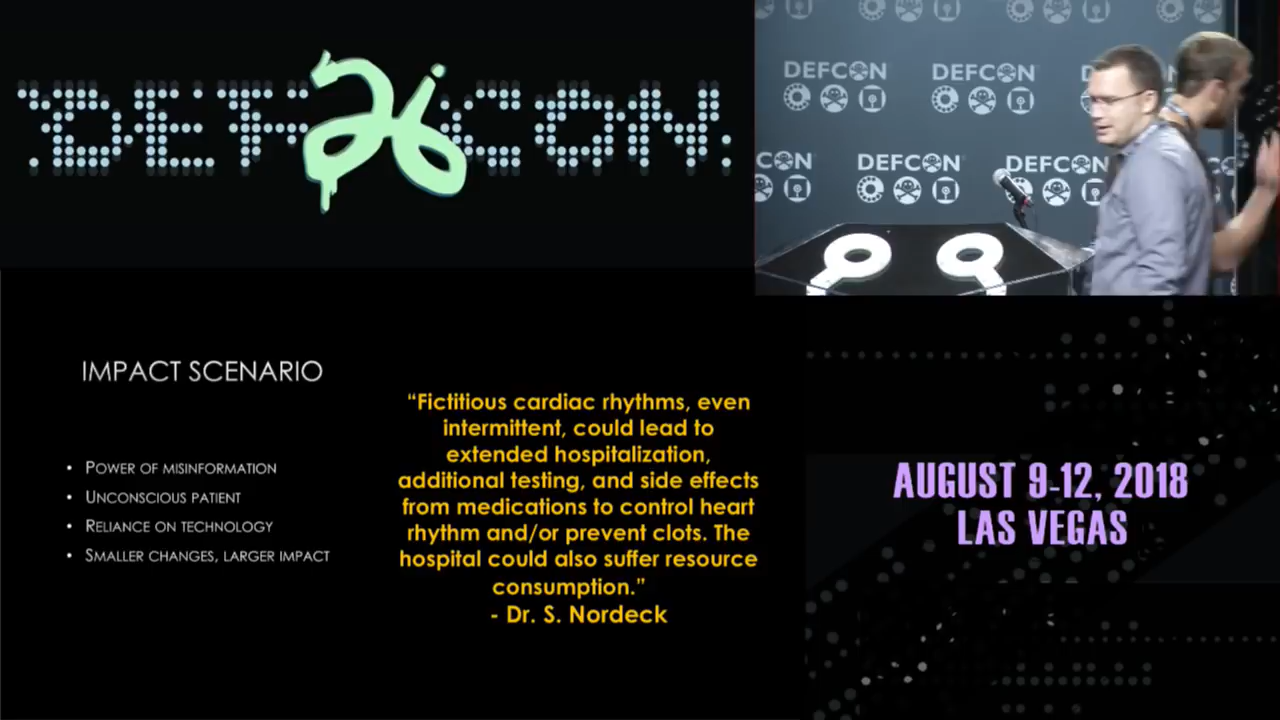 DEF26CON
DEFCON DEFCON
CON DEFCON DEFCON
IMPACT SCENARIO
• POWER OF MISINFORMATION
• UNCONSCIOUS PATIENT
• RELIANCE ON TECHNOLOGY
• SMALLER CHANGES, LARGER IMPACT
“Fictitious cardiac rhythms, even
intermittent, could lead to
extended hospitalization,
additional testing, and side effects
from medications to control heart
rhythm and/or prevent clots. The
hospital could also suffer resource
consumption.”
- Dr. S. Nordeck
AUGUST 9-12, 2018
LAS VEGAS